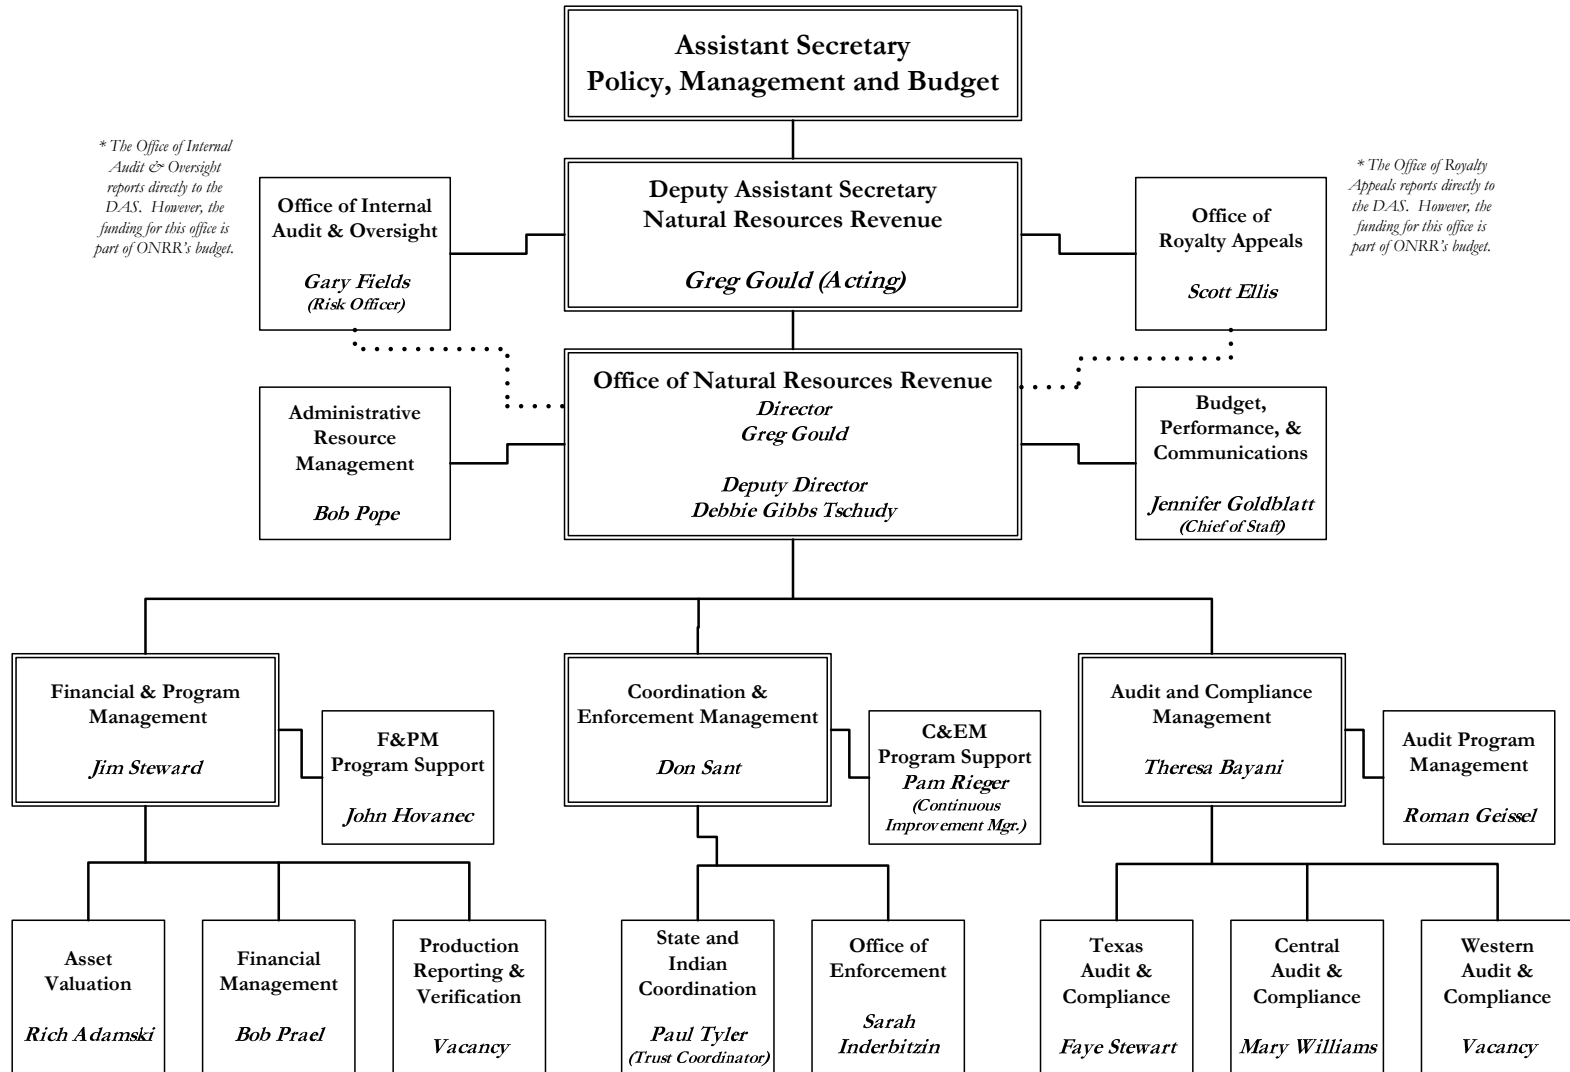 Assistant Secretary
Policy, Management and Budget
* The Office of Internal
Audit & Oversight
reports directly to the
DAS. However, the
funding for this office is
part of ONRR's budget.
Office of Internal
Audit & Oversight
Gary Fields
(Risk Officer)
Deputy Assistant Secretary
Natural Resources Revenue
Greg Gould (Acting)
Office of
Royalty Appeals
Scott Ellis
* The Office of Royalty
Appeals reports directly to
the DAS. However, the
funding for this office is
part of ONRR's budget.
Administrative
Resource
Management
Bob Pope
Office of Natural Resources Revenue
Director
Greg Gould
Deputy Director
Debbie Gibbs Tschudy
Budget,
Performance, &
Communications
Jennifer Goldblatt
(Chief of Staff)
Financial & Program
Management
Jim Steward
F&PM
Program Support
John Hovanec
Coordination &
Enforcement Management
Don Sant
C&EM
Program Support
Pam Rieger
(Continuous
Improvement Mgr.)
Audit and Compliance
Management
Theresa Bayani
Audit Program
Management
Roman Geissel
Asset
Valuation
Rich Adamski
Financial
Management
Bob Prael
Production
Reporting &
Verification
Vacancy
State and
Indian
Coordination
Paul Tyler
(Trust Coordinator)
Office of
Enforcement
Sarah
Inderbitzin
Texas
Audit &
Compliance
Faye Stewart
Central
Audit &
Compliance
Mary Williams
Western
Audit &
Compliance
Vacancy